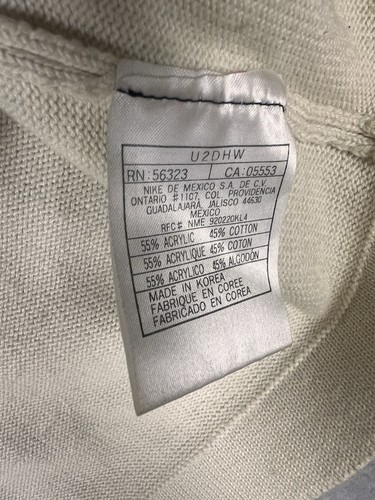 U2DHW
RN:56323 CA:05553
NIKE DE MEXICO S.A. DE C.V.
ONTARIO #1107, COL. PROVIDENCIA
GUADALAJARA, JALISCO 44630
MEXICO
RFC# NME 920220KL4
55% ACRYLIC 45% COTTON
55% ACRYLIQUE 45% COTON
55% ACRYLICO 45% ALGODÓN
MADE IN KOREA
FABRIQUE EN COREE
FABRICADO EN COREA